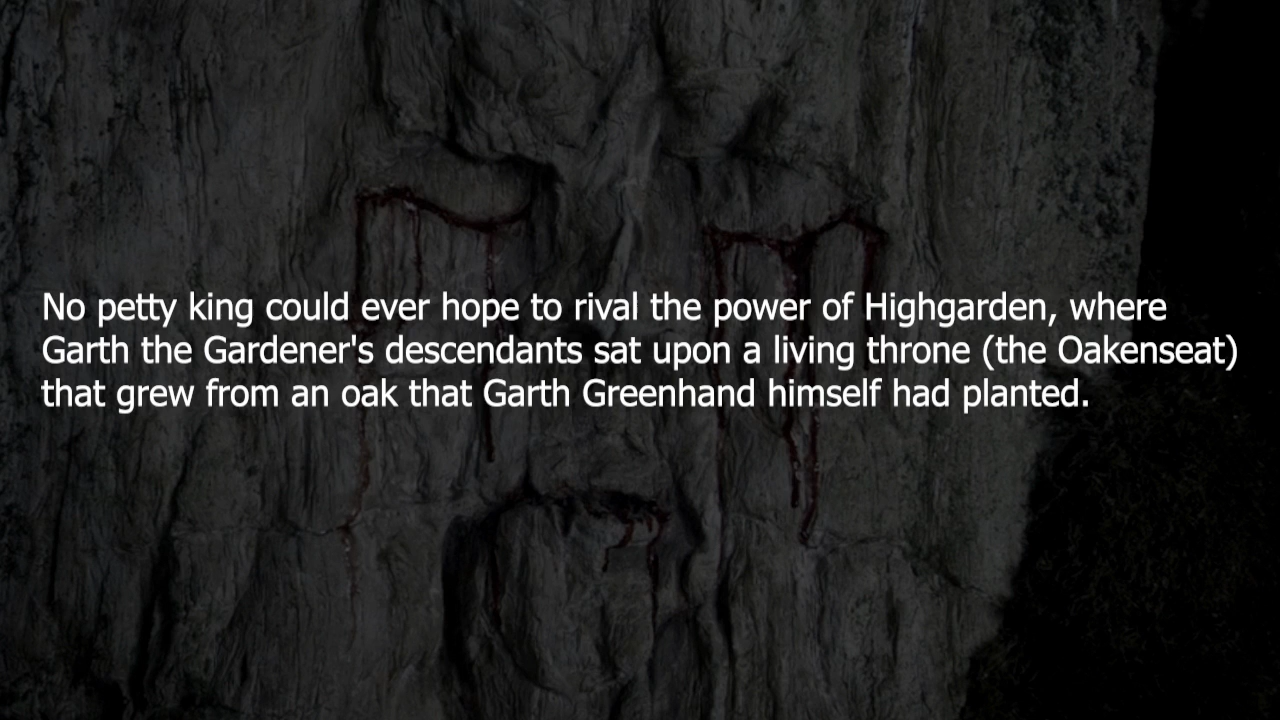 No petty king could ever hope to rival the power of Highgarden, where
Garth the Gardener's descendants sat upon a living throne (the Oakenseat)
that grew from an oak that Garth Greenhand himself had planted.